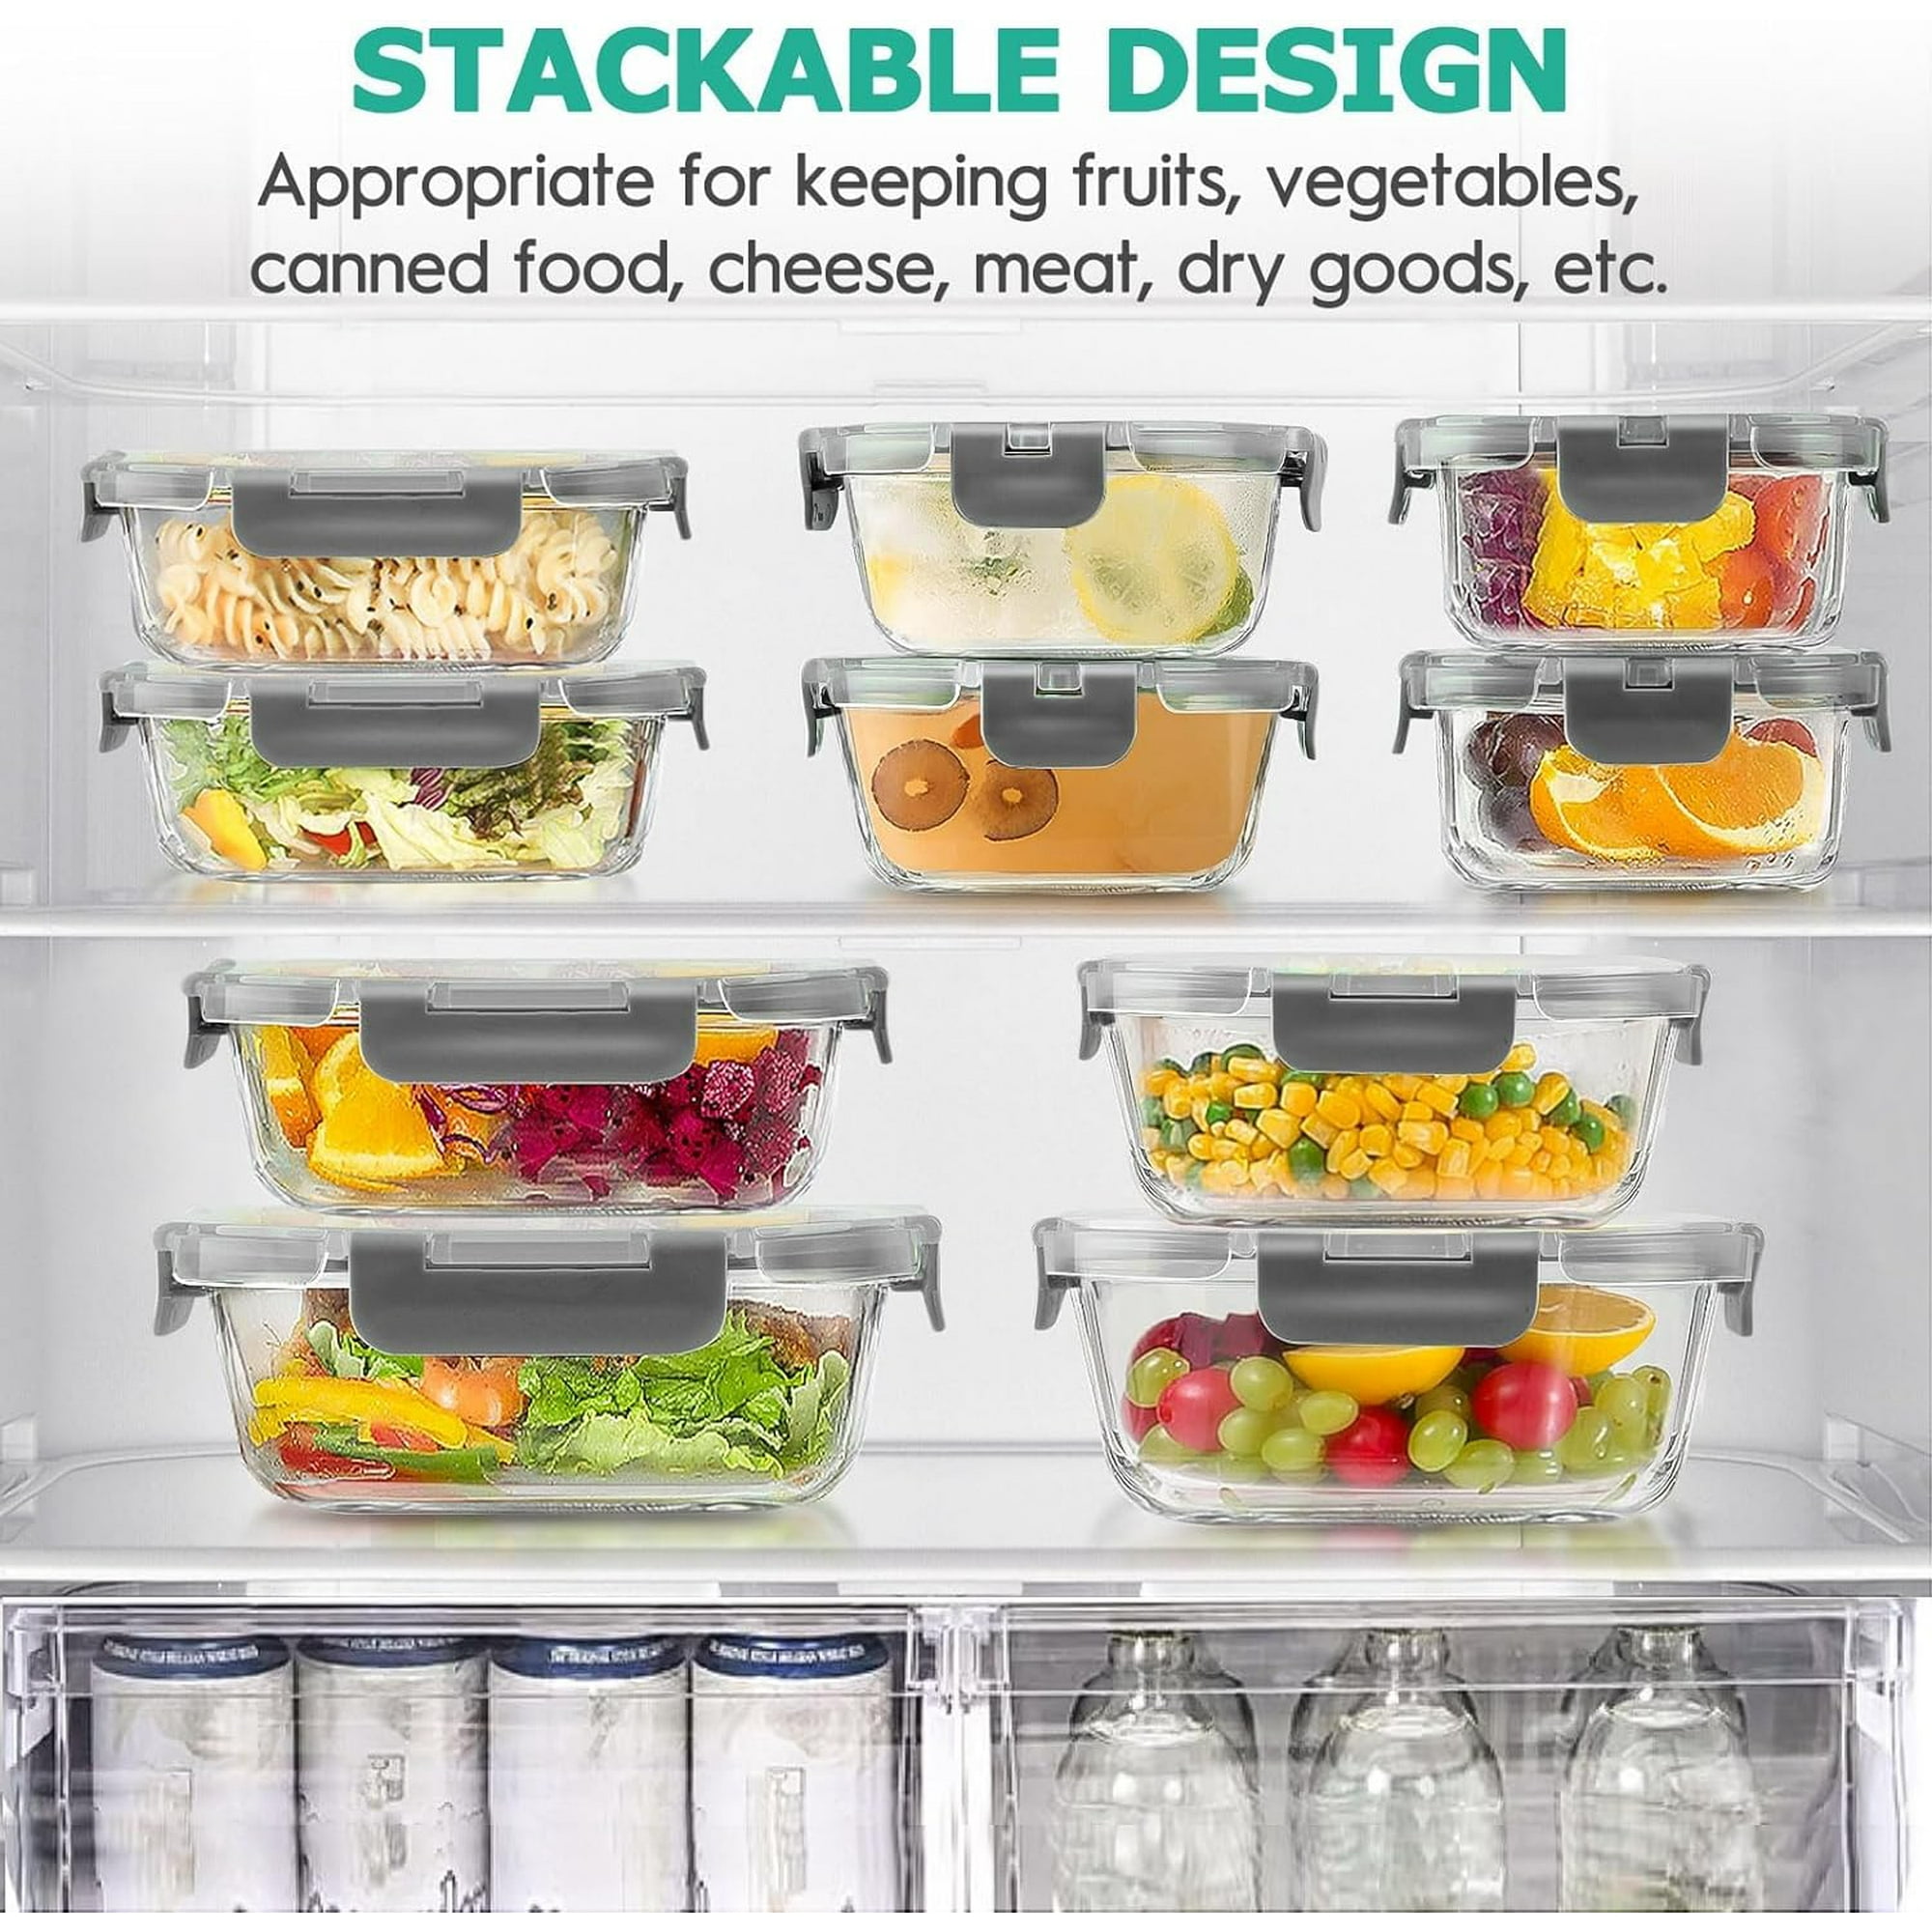 STACKABLE DESIGN
Appropriate for keeping fruits, vegetables,
canned food, cheese, meat, dry goods, etc.